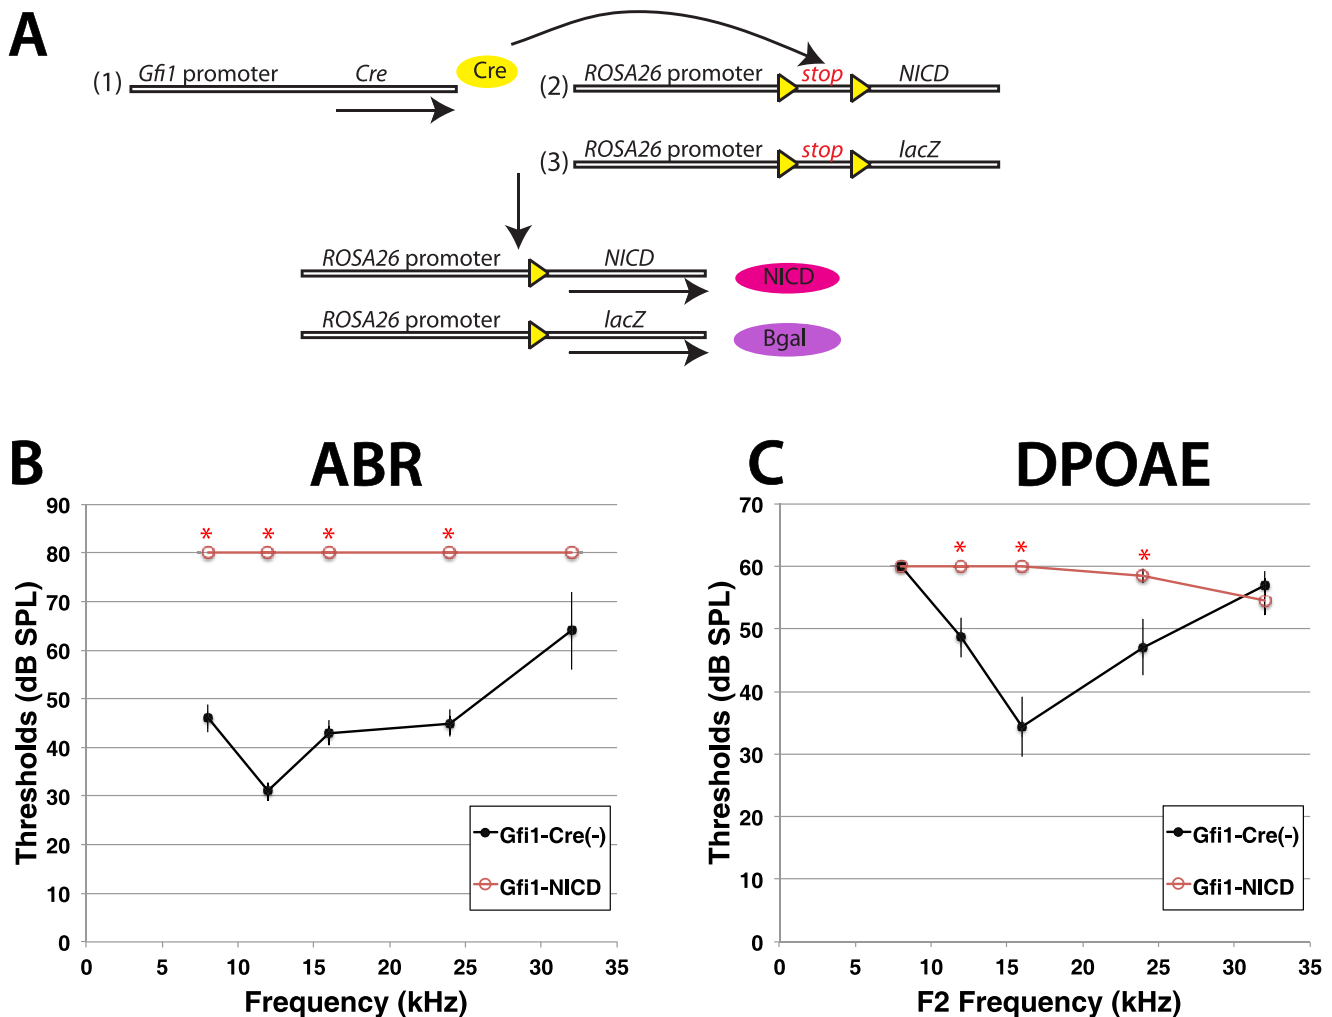 A
(1) Gfi1 promoter Cre
Cre
(2) ROSA26 promoter stop NICD
(3) ROSA26 promoter stop lacZ
ROSA26 promoter NICD
NICD
ROSA26 promoter lacZ
Bgal
B ABR
90
80
70
60
50
40
30
20
10
0
* * * *
Thresholds (dB SPL)
Gfi1-Cre(-)
Gfi1-NICD
0 5 10 15 20 25 30 35
Frequency (kHz)
C DPOAE
70
60
50
40
30
20
10
0
* * *
Thresholds (dB SPL)
Gfi1-Cre(-)
Gfi1-NICD
0 5 10 15 20 25 30 35
F2 Frequency (kHz)